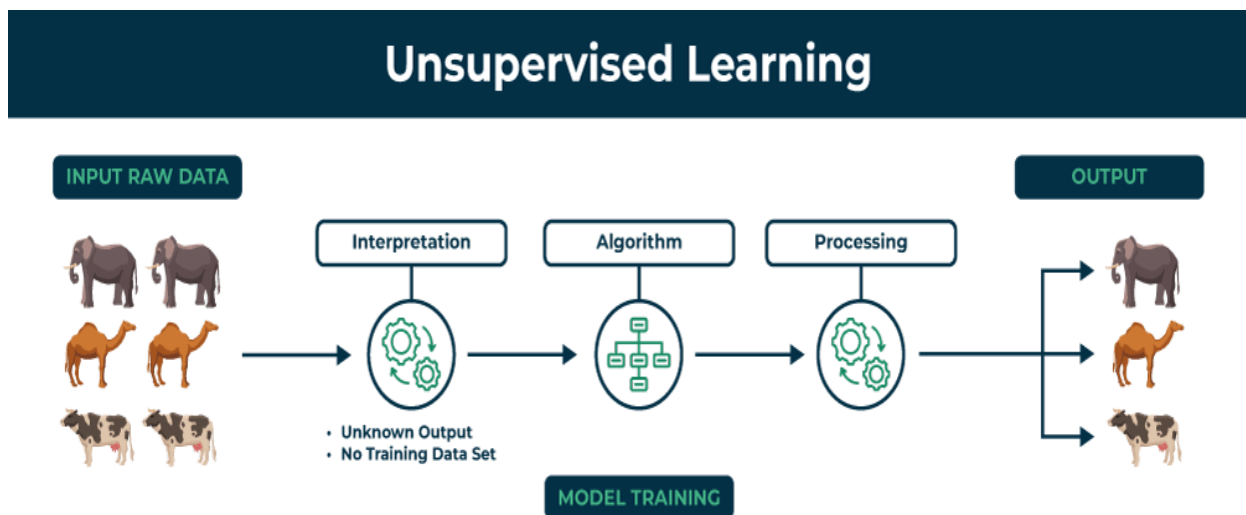 Unsupervised Learning
INPUT RAW DATA
OUTPUT
Interpretation
Algorithm
Processing
• Unknown Output
• No Training Data Set
MODEL TRAINING